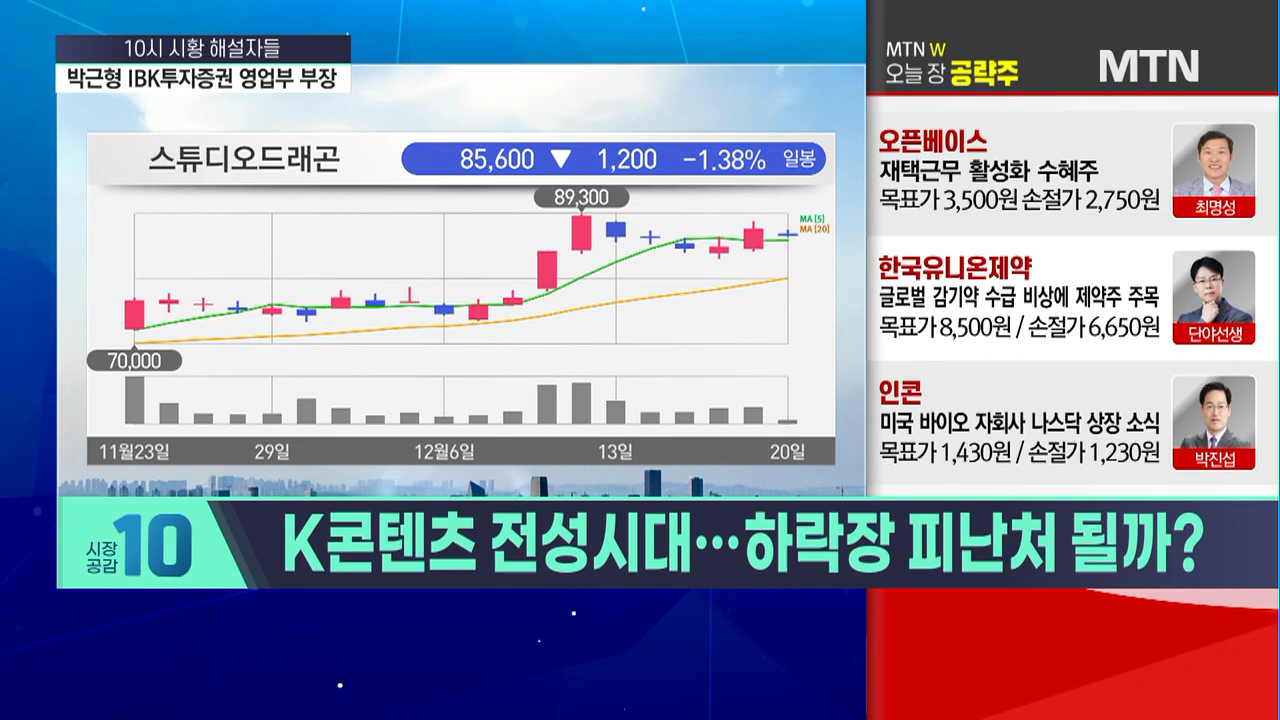 10시 시황 해설자들
박근형 IBK투자증권 영업부 부장
스튜디오드래곤
85,600 ▼ 1,200 -1.38% 일봉
89,300
MA [5]
MA [20]
70,000
11월23일 29일 12월6일 13일 20일
시장공감 10
K콘텐츠 전성시대…하락장 피난처 될까?
MTN W
오늘 장 공략주
MTN
오픈베이스
재택근무 활성화 수혜주
목표가 3,500원 손절가 2,750원
최명성
한국유니온제약
글로벌 감기약 수급 비상에 제약주 주목
목표가 8,500원 / 손절가 6,650원
단야선생
인콘
미국 바이오 자회사 나스닥 상장 소식
목표가 1,430원 / 손절가 1,230원
박진섭